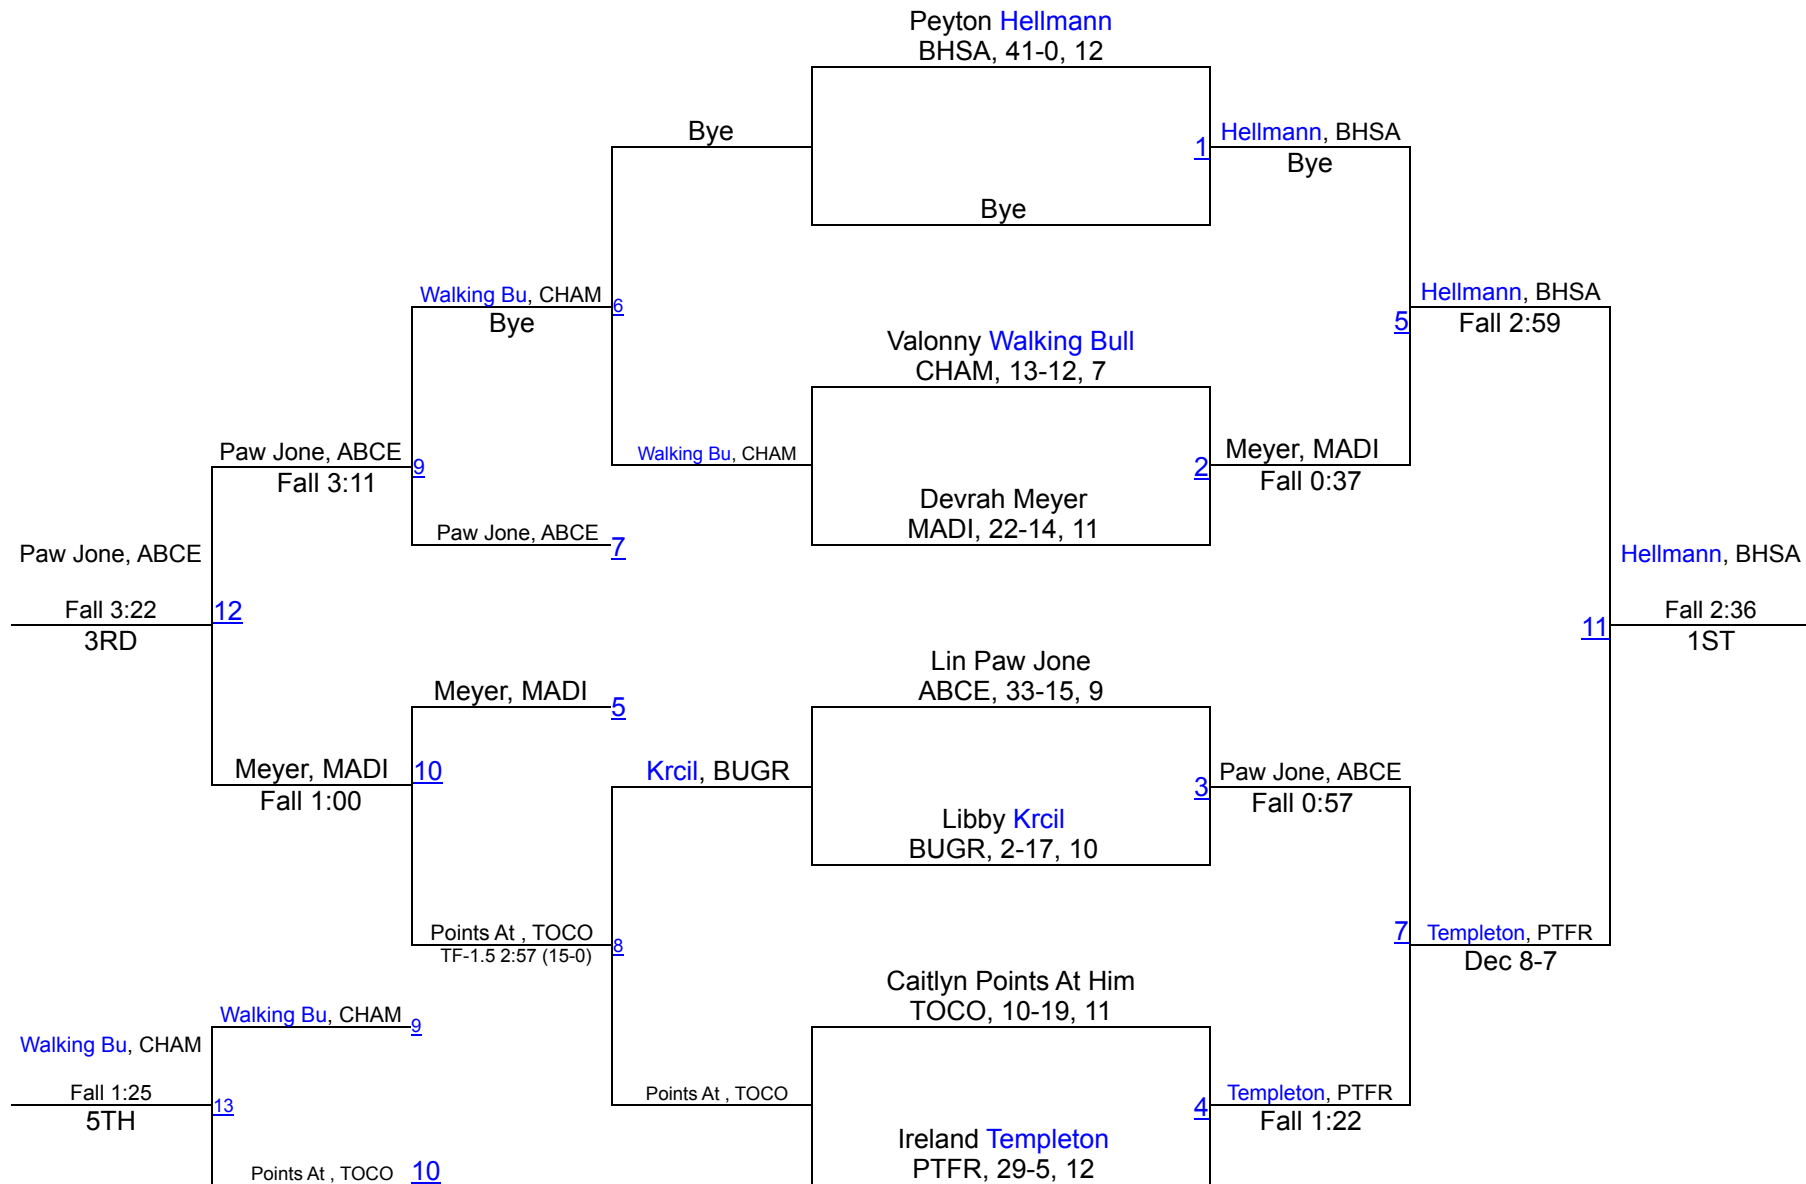 Peyton Hellmann
BHSA, 41-0, 12
Bye
1
Hellmann, BHSA
Bye
Bye
Walking Bu, CHAM
Bye
6
Hellmann, BHSA
Fall 2:59
5
Valonny Walking Bull
CHAM, 13-12, 7
Paw Jone, ABCE
Fall 3:11
9
Walking Bu, CHAM
2
Meyer, MADI
Fall 0:37
Devrah Meyer
MADI, 22-14, 11
Paw Jone, ABCE
7
Paw Jone, ABCE
Fall 3:22
3RD
12
Hellmann, BHSA
Fall 2:36
1ST
11
Lin Paw Jone
ABCE, 33-15, 9
Meyer, MADI
5
Meyer, MADI
Fall 1:00
10
Krcil, BUGR
3
Paw Jone, ABCE
Fall 0:57
Libby Krcil
BUGR, 2-17, 10
Points At , TOCO
TF-1.5 2:57 (15-0)
8
7
Templeton, PTFR
Dec 8-7
Caitlyn Points At Him
TOCO, 10-19, 11
Walking Bu, CHAM
9
Walking Bu, CHAM
Fall 1:25
5TH
13
Points At , TOCO
4
Templeton, PTFR
Fall 1:22
Ireland Templeton
PTFR, 29-5, 12
Points At , TOCO
10